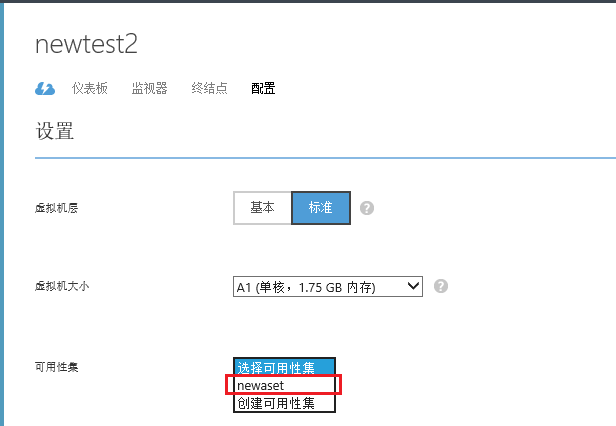 newtest2
仪表板 监视器 终结点 配置
设置
虚拟机层 基本 标准 ?
虚拟机大小 A1 (单核，1.75 GB 内存) ?
可用性集 选择可用性集
newaset
创建可用性集